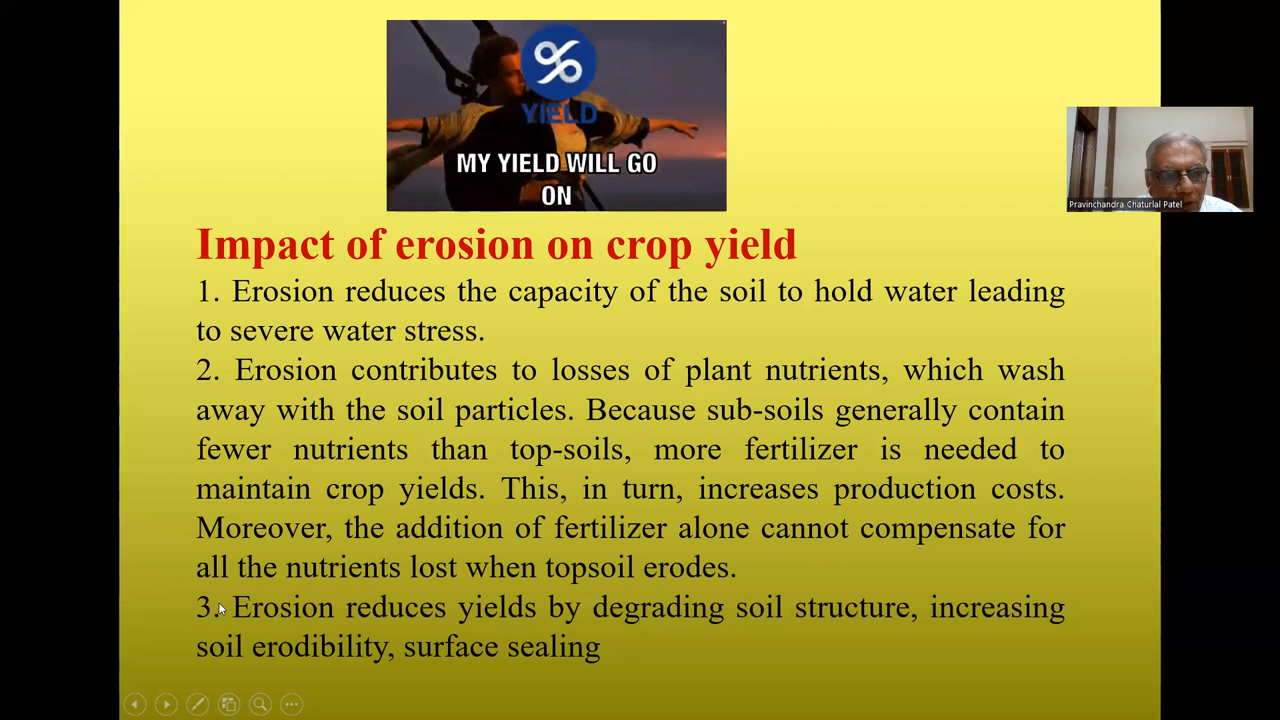 YIELD
MY YIELD WILL GO
ON
Pravinchandra Chaturlal Patel
Impact of erosion on crop yield
1. Erosion reduces the capacity of the soil to hold water leading
to severe water stress.
2. Erosion contributes to losses of plant nutrients, which wash
away with the soil particles. Because sub-soils generally contain
fewer nutrients than top-soils, more fertilizer is needed to
maintain crop yields. This, in turn, increases production costs.
Moreover, the addition of fertilizer alone cannot compensate for
all the nutrients lost when topsoil erodes.
3. Erosion reduces yields by degrading soil structure, increasing
soil erodibility, surface sealing